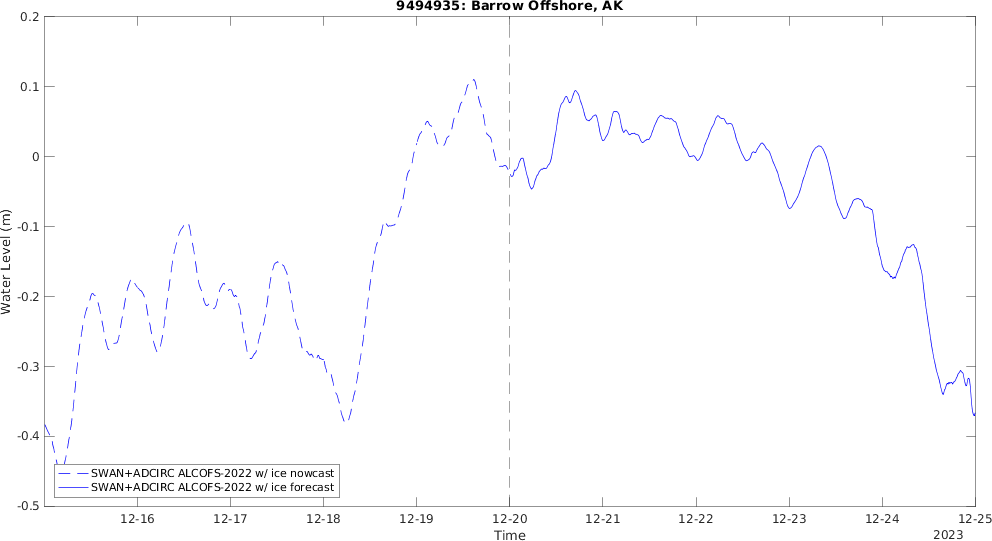 9494935: Barrow Offshore, AK
0.2
0.1
0
-0.1
-0.2
-0.3
-0.4
-0.5
Water Level (m)
SWAN+ADCIRC ALCOFS-2022 w/ ice nowcast
SWAN+ADCIRC ALCOFS-2022 w/ ice forecast
12-16 12-17 12-18 12-19 12-20 12-21 12-22 12-23 12-24 12-25
Time
2023